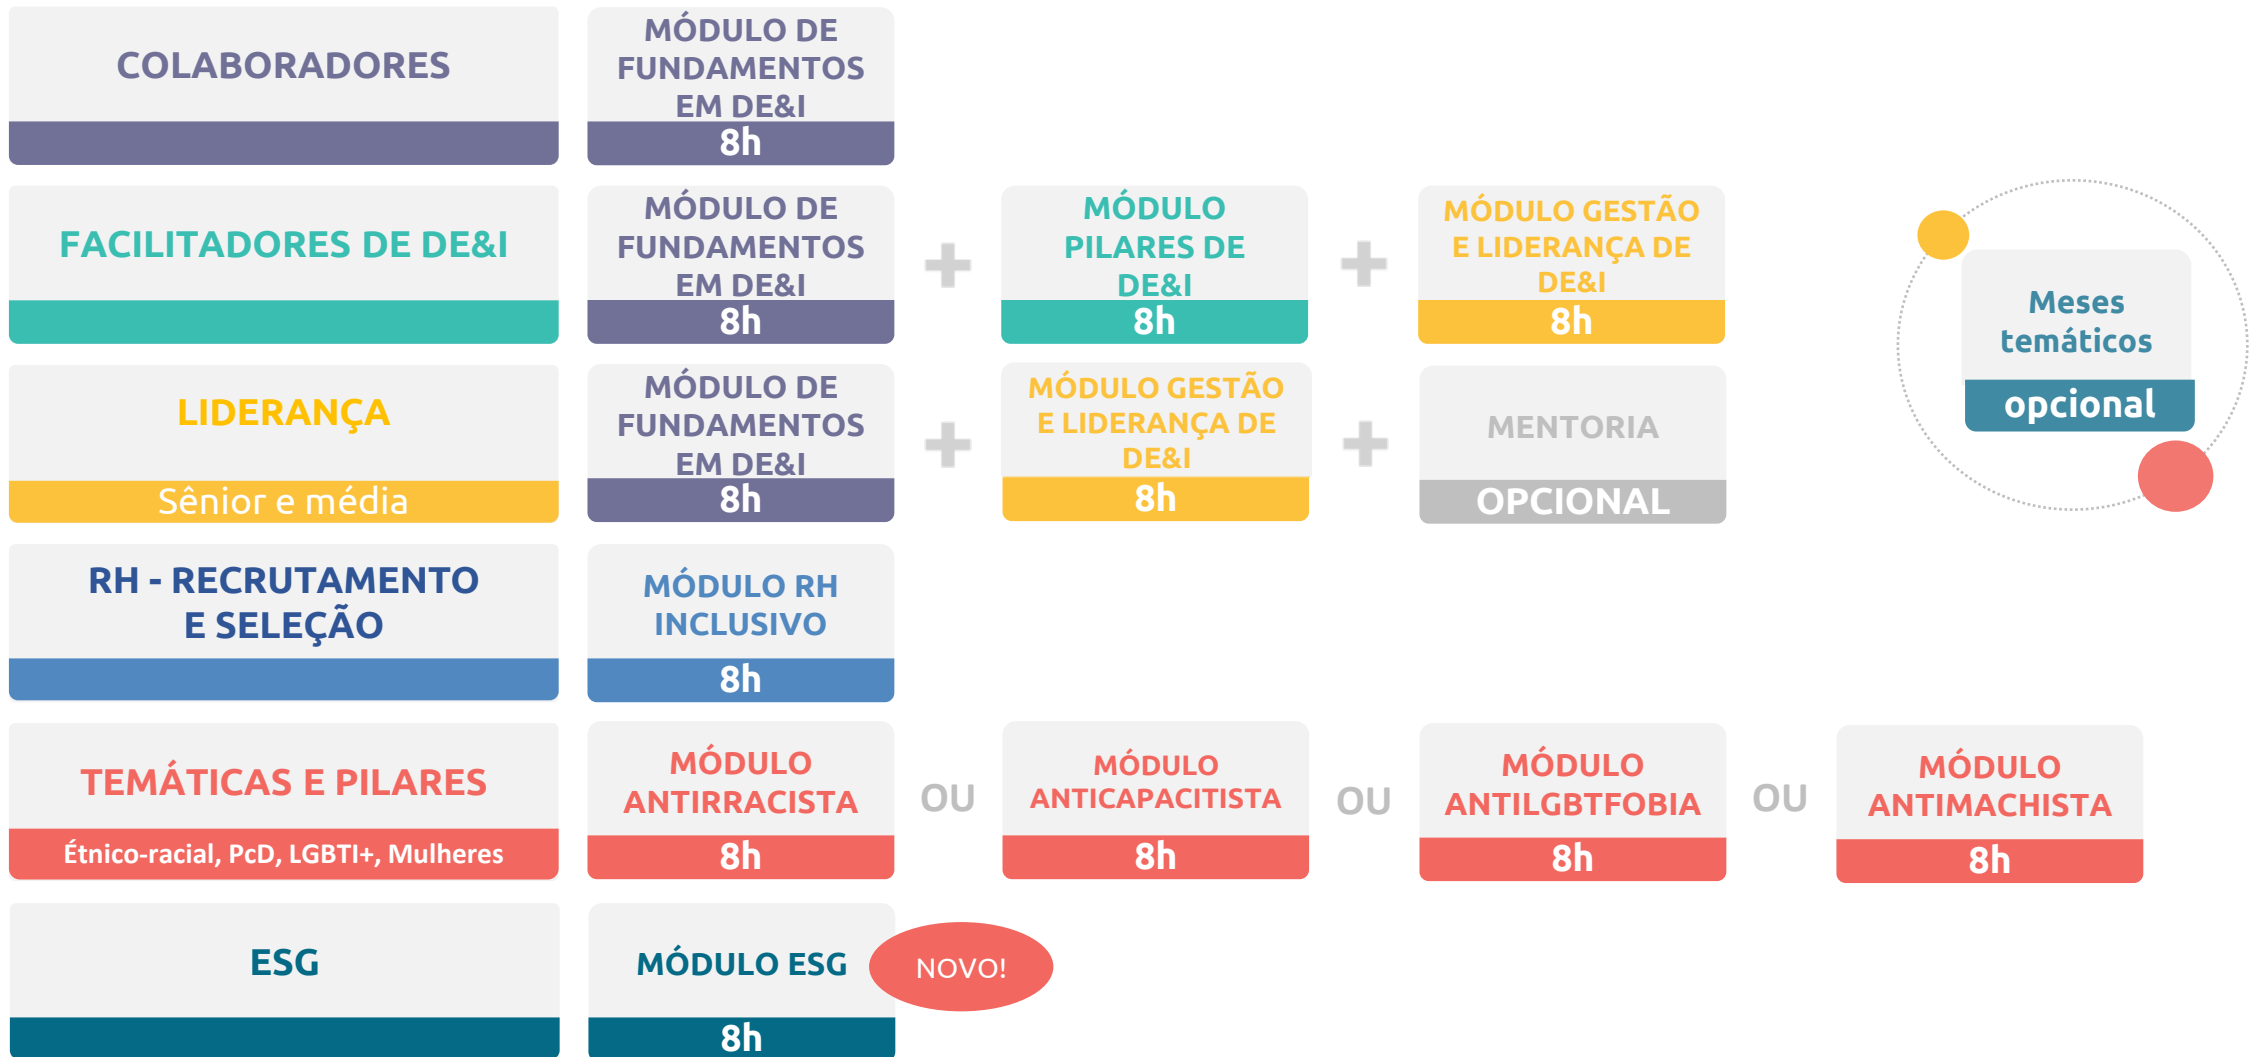 COLABORADORES
MÓDULO DE
FUNDAMENTOS
EM DE&I
8h
FACILITADORES DE DE&I
MÓDULO DE
FUNDAMENTOS
EM DE&I
8h
+
MÓDULO
PILARES DE
DE&I
8h
+
MÓDULO GESTÃO
E LIDERANÇA DE
DE&I
8h
Meses
temáticos
opcional
LIDERANÇA
Sênior e média
MÓDULO DE
FUNDAMENTOS
EM DE&I
8h
+
MÓDULO GESTÃO
E LIDERANÇA DE
DE&I
8h
+
MENTORIA
OPCIONAL
RH - RECRUTAMENTO
E SELEÇÃO
MÓDULO RH
INCLUSIVO
8h
TEMÁTICAS E PILARES
Étnico-racial, PcD, LGBTI+, Mulheres
MÓDULO
ANTIRRACISTA
8h
OU
MÓDULO
ANTICAPACITISTA
8h
OU
MÓDULO
ANTILGBTFOBIA
8h
OU
MÓDULO
ANTIMACHISTA
8h
ESG
MÓDULO ESG
8h
NOVO!